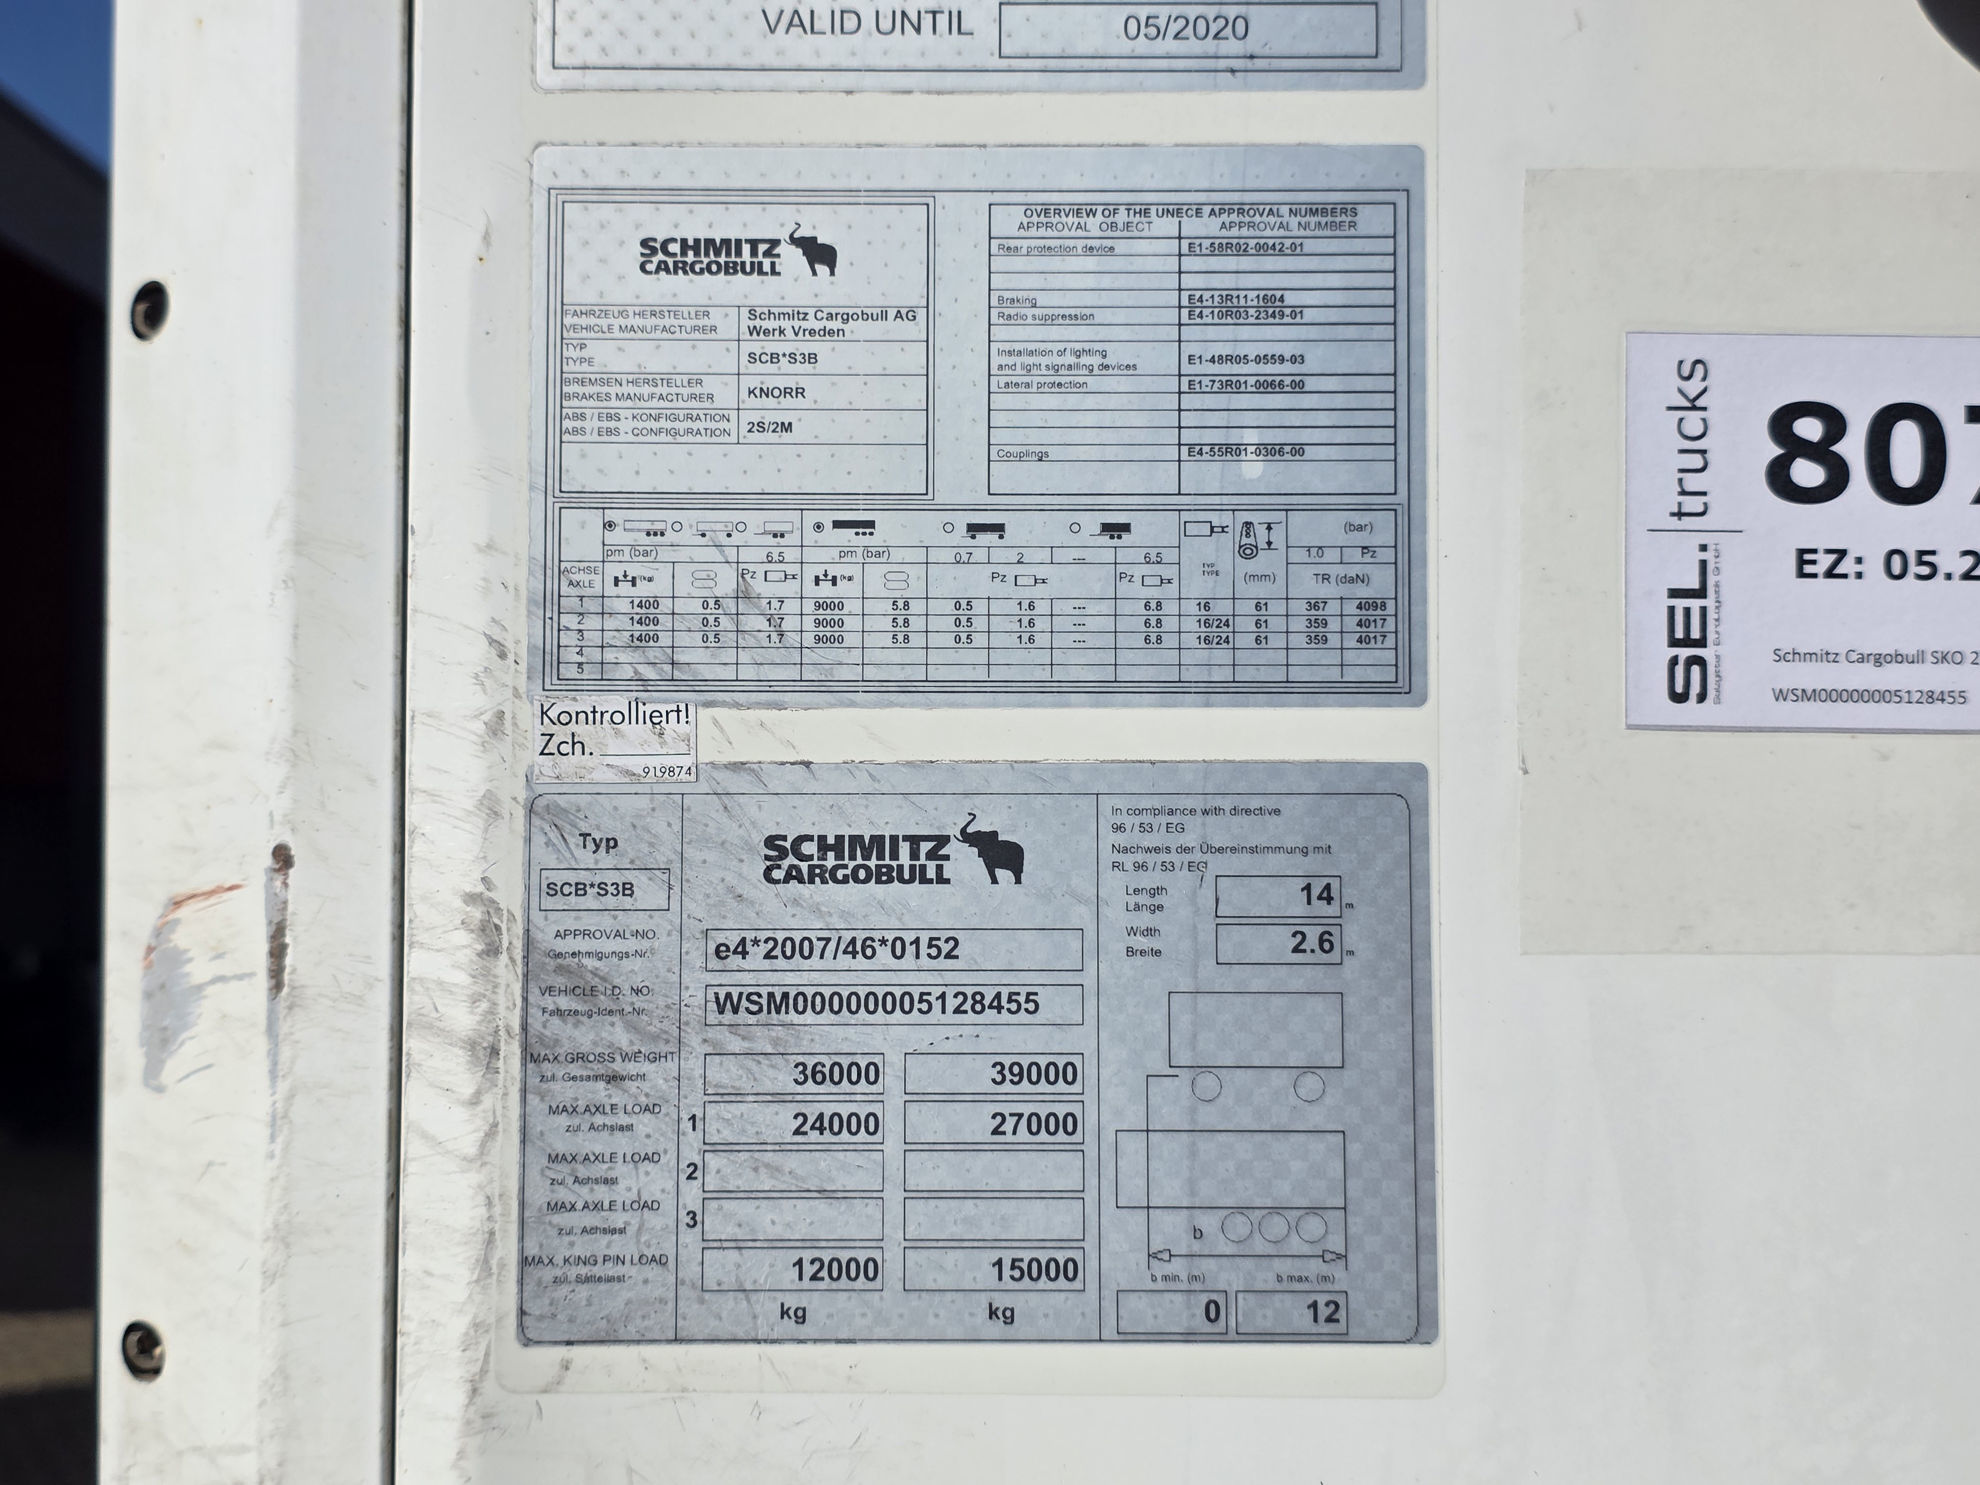 VALID UNTIL 05/2020
SCHMITZ
CARGOBULL
FAHRZEUG HERSTELLER
VEHICLE MANUFACTURER
Schmitz Cargobull AG
Werk Vreden
TYP
TYPE
SCB*S3B
BREMSEN HERSTELLER
BRAKES MANUFACTURER
KNORR
ABS / EBS - KONFIGURATION
ABS / EBS - CONFIGURATION
2S/2M
OVERVIEW OF THE UNECE APPROVAL NUMBERS
APPROVAL OBJECT APPROVAL NUMBER
Rear protection device E1-58R02-0042-01
Braking E4-13R11-1604
Radio suppression E4-10R03-2349-01
Installation of lighting
and light signalling devices
E1-48R05-0559-03
Lateral protection E1-73R01-0066-00
Couplings E4-55R01-0306-00
(bar)
pm (bar) 6.5 pm (bar) 0.7 2 --- 6.5 1.0 Pz
ACHSE
AXLE
(kg) Pz (kg) Pz Pz TYP
TYPE
(mm) TR (daN)
1 1400 0.5 1.7 9000 5.8 0.5 1.6 --- 6.8 16 61 367 4098
2 1400 0.5 1.7 9000 5.8 0.5 1.6 --- 6.8 16/24 61 359 4017
3 1400 0.5 1.7 9000 5.8 0.5 1.6 --- 6.8 16/24 61 359 4017
4
5
Kontrolliert!
Zch.
919874
Typ
SCB*S3B
SCHMITZ
CARGOBULL
APPROVAL-NO.
Genehmigungs-Nr.
e4*2007/46*0152
VEHICLE I.D. NO.
Fahrzeug-Ident.-Nr.
WSM00000005128455
MAX.GROSS WEIGHT
zul. Gesamtgewicht
36000 39000
MAX.AXLE LOAD
zul. Achslast
1 24000 27000
MAX.AXLE LOAD
zul. Achslast
2
MAX.AXLE LOAD
zul. Achslast
3
MAX. KING PIN LOAD
zul. Sattellast
12000 15000
kg kg
In compliance with directive
96 / 53 / EG
Nachweis der Übereinstimmung mit
RL 96 / 53 / EG
Length
Länge
14 m
Width
Breite
2.6 m
b
b min. (m) b max. (m)
0 12
SEL. trucks
807
EZ: 05.2
Schmitz Cargobull SKO 2
WSM00000005128455